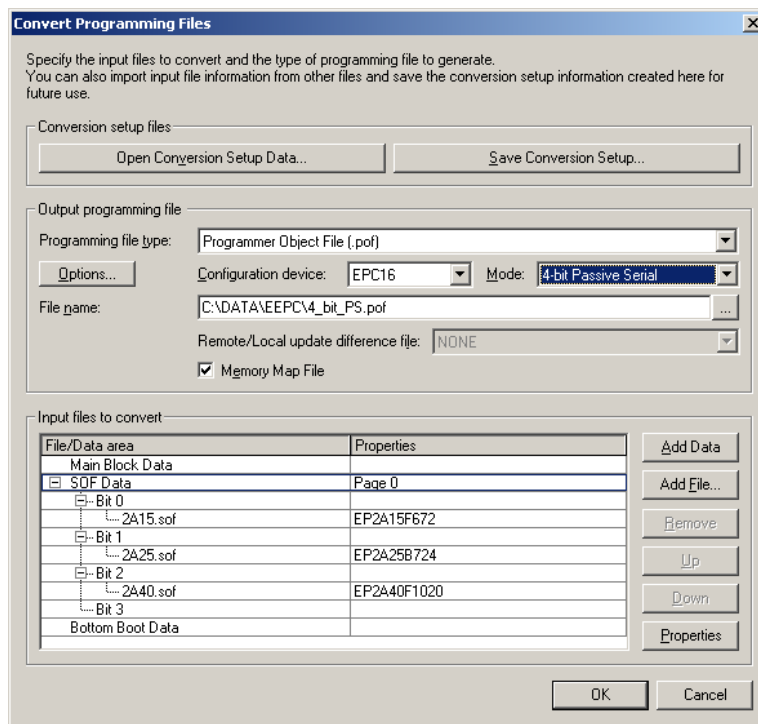 Convert Programming Files
Specify the input files to convert and the type of programming file to generate.
You can also import input file information from other files and save the conversion setup information created here for
future use.
Conversion setup files
Open Conversion Setup Data...
Save Conversion Setup...
Output programming file
Programming file type:
Programmer Object File (.pof)
Options...
Configuration device:
EPC16
Mode:
4-bit Passive Serial
File name:
C:\DATA\EEPC\4_bit_PS.pof
...
Remote/Local update difference file:
NONE
Memory Map File
Input files to convert
File/Data area
Properties
Main Block Data
SOF Data
Page 0
Bit 0
2A15.sof
EP2A15F672
Bit 1
2A25.sof
EP2A25B724
Bit 2
2A40.sof
EP2A40F1020
Bit 3
Bottom Boot Data
Add Data
Add File...
Remove
Up
Down
Properties
OK
Cancel